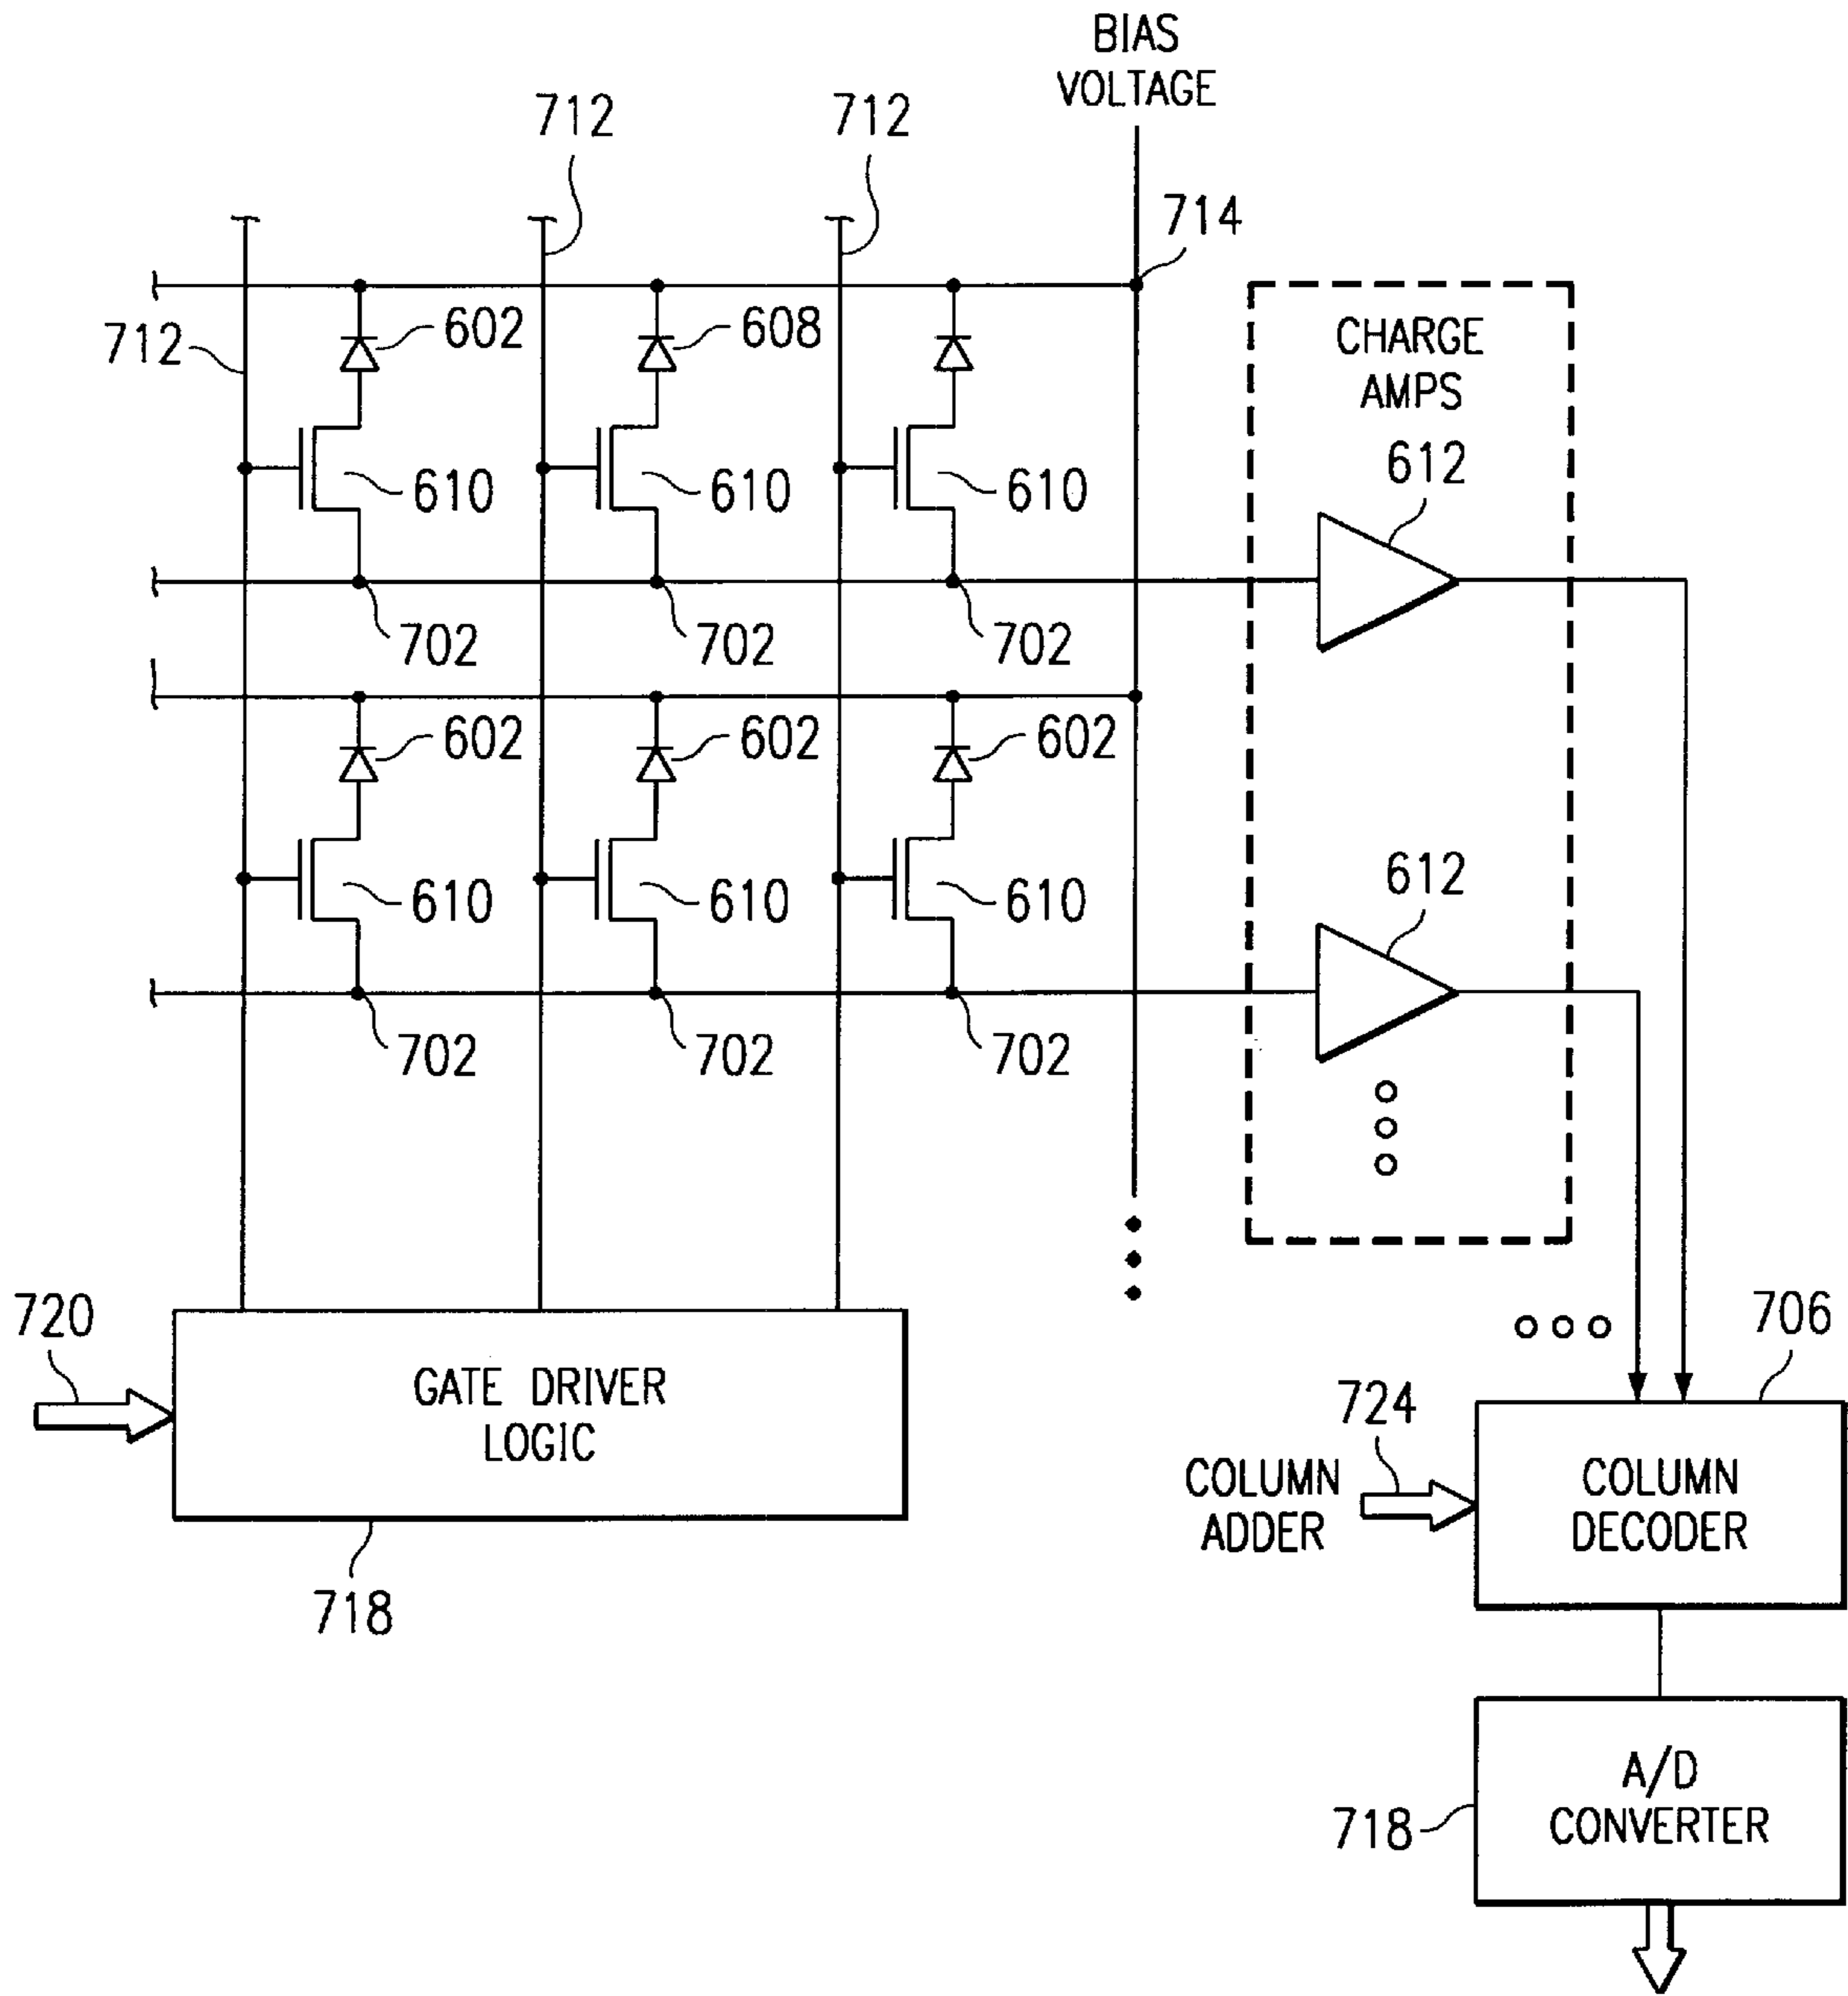 BIAS
VOLTAGE
712
712
714
712
602
608
CHARGE
AMPS
612
610
610
610
702
702
702
602
602
602
612
610
610
610
702
702
702
720
706
GATE DRIVER
LOGIC
724
COLUMN
ADDER
COLUMN
DECODER
718
A/D
CONVERTER
718